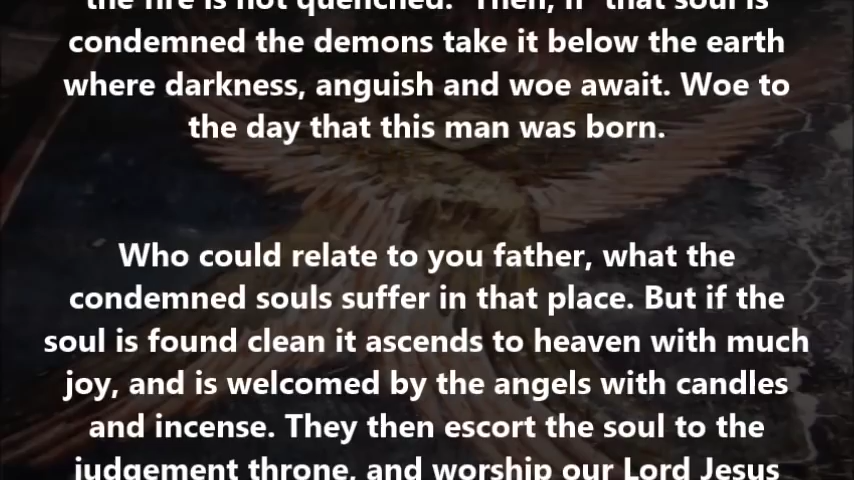 the fire is not quenched." Then, if  that soul is
condemned the demons take it below the earth
where darkness, anguish and woe await. Woe to
the day that this man was born.
Who could relate to you father, what the
condemned souls suffer in that place. But if the
soul is found clean it ascends to heaven with much
joy, and is welcomed by the angels with candles
and incense. They then escort the soul to the
judgement throne, and worship our Lord Jesus